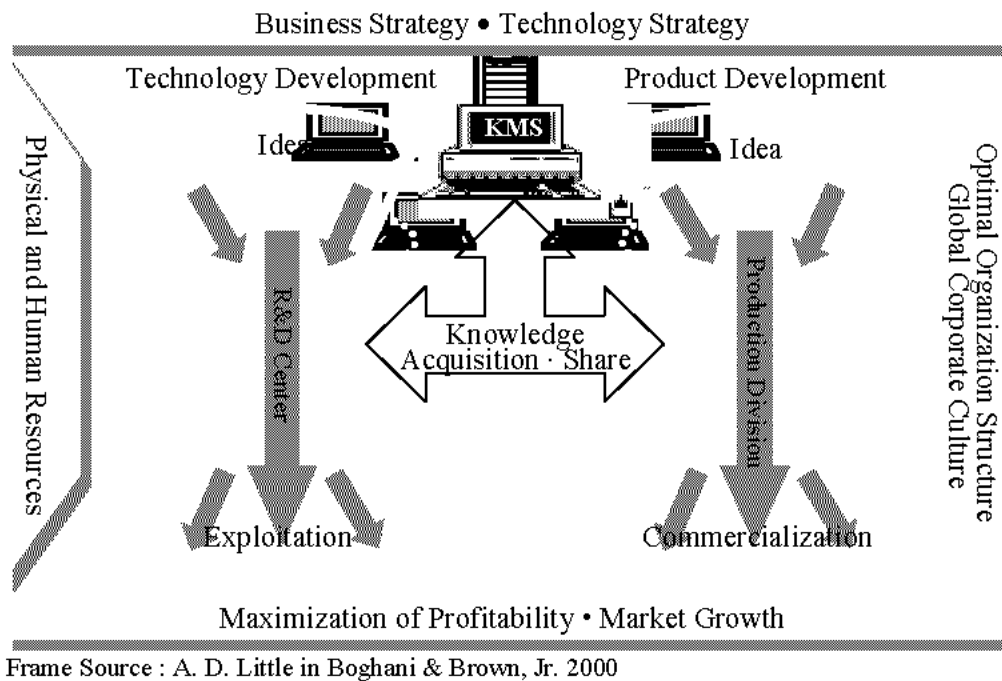 Business Strategy • Technology Strategy
Technology Development
Product Development
KMS
Idea
Idea
Physical and Human Resources
Optimal Organization Structure
Global Corporate Culture
R&D Center
Production Division
Knowledge
Acquisition · Share
Exploitation
Commercialization
Maximization of Profitability • Market Growth
Frame Source : A. D. Little in Boghani & Brown, Jr. 2000